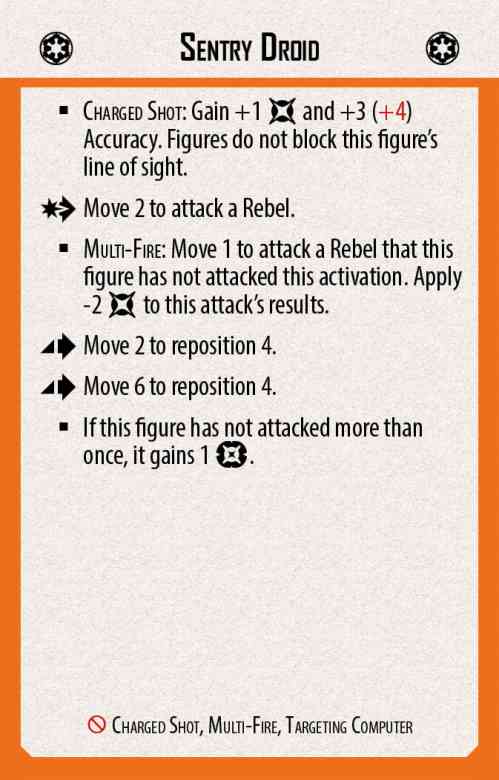 Sentry Droid
▪ Charged Shot: Gain +1 and +3 (+4)
Accuracy. Figures do not block this figure's
line of sight.
Move 2 to attack a Rebel.
▪ Multi-Fire: Move 1 to attack a Rebel that this
figure has not attacked this activation. Apply
-2 to this attack's results.
Move 2 to reposition 4.
Move 6 to reposition 4.
▪ If this figure has not attacked more than
once, it gains 1 .
Charged Shot, Multi-Fire, Targeting Computer